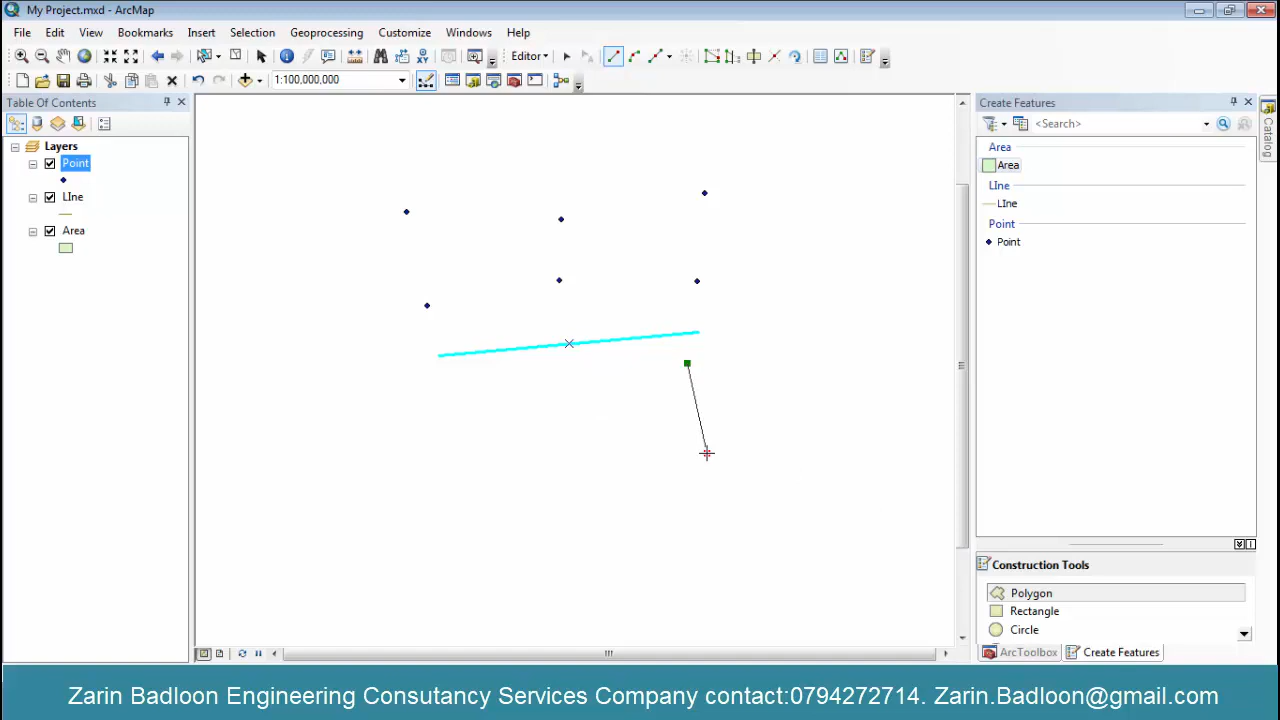 My Project.mxd - ArcMap
File Edit View Bookmarks Insert Selection Geoprocessing Customize Windows Help
Editor
1:100,000,000
Table Of Contents
Layers
Point
LIne
Area
Create Features
<Search>
Area
Area
LIne
LIne
Point
Point
Construction Tools
Polygon
Rectangle
Circle
ArcToolbox Create Features
Catalog
Zarin Badloon Engineering Consutancy Services Company contact:0794272714. Zarin.Badloon@gmail.com